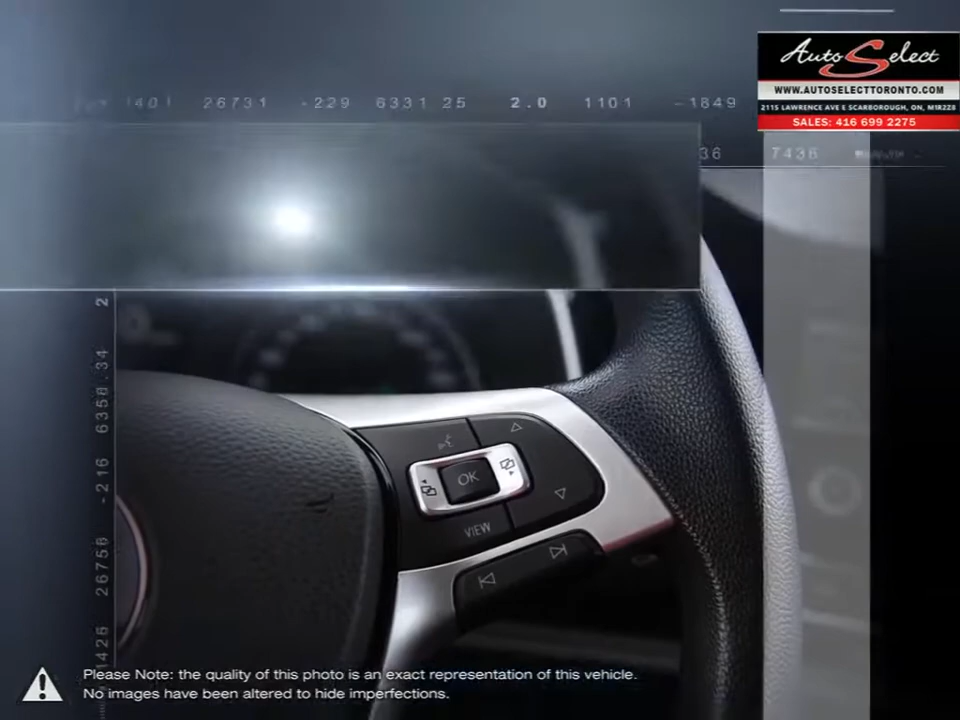 Auto Select
WWW.AUTOSELECTTORONTO.COM
2115 LAWRENCE AVE E SCARBOROUGH, ON, M1R2Z8
SALES: 416 699 2275
26731 -229 6331 25 2.0 1101 -1849
36 7436
2
6350.34
-216
26756
1426
OK
VIEW
Please Note: the quality of this photo is an exact representation of this vehicle.
No images have been altered to hide imperfections.